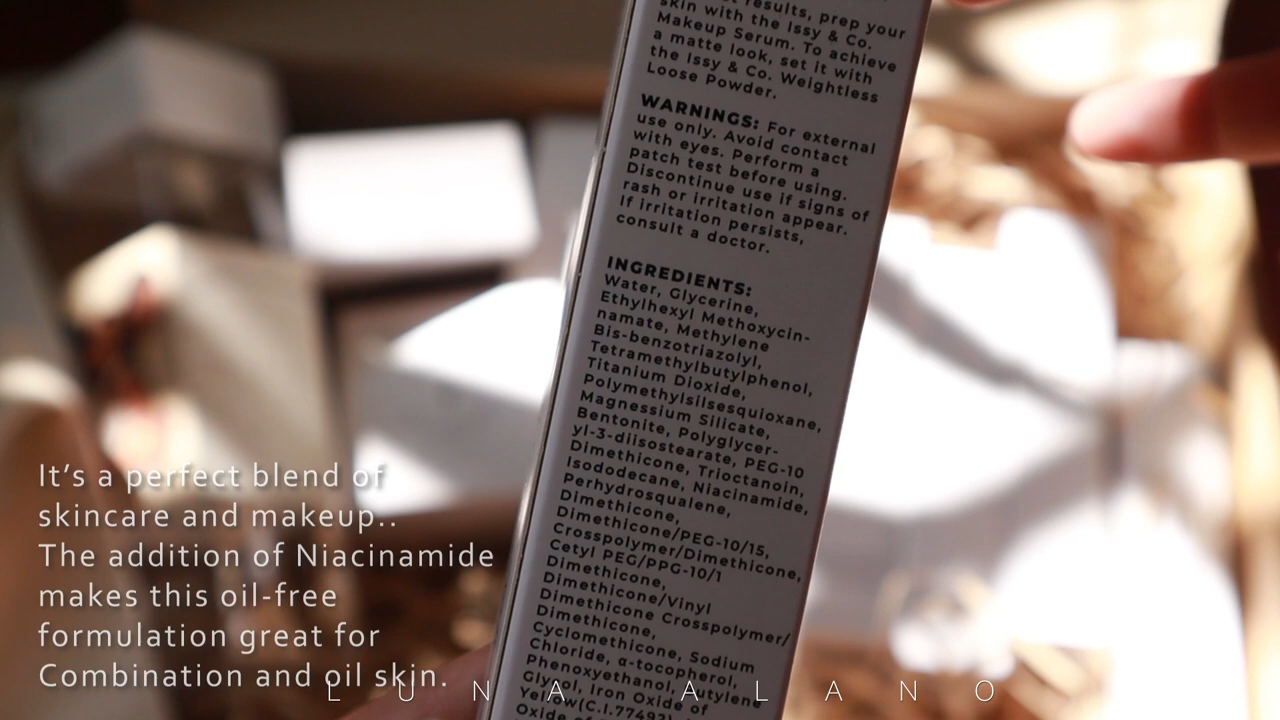 results, prep your
skin with the Issy & Co.
Makeup Serum. To achieve
a matte look, set it with
the Issy & Co. Weightless
Loose Powder.
WARNINGS: For external
use only. Avoid contact
with eyes. Perform a
patch test before using.
Discontinue use if signs of
rash or irritation appear.
If irritation persists,
consult a doctor.
INGREDIENTS:
Water, Glycerine,
Ethylhexyl Methoxycin-
namate, Methylene
Bis-benzotriazolyl,
Tetramethylbutylphenol,
Titanium Dioxide,
Polymethylsilsesquioxane,
Magnessium Silicate,
Bentonite, Polyglycer-
yl-3-diisostearate, PEG-10
Dimethicone, Trioctanoin,
Isododecane, Niacinamide,
Perhydrosqualene,
Dimethicone,
Dimethicone/PEG-10/15,
Crosspolymer/Dimethicone,
Cetyl PEG/PPG-10/1
Dimethicone,
Dimethicone/Vinyl
Dimethicone Crosspolymer/
Dimethicone,
Cyclomethicone, Sodium
Chloride, α-tocopherol,
Phenoxyethanol, Butylene
Glycol, Iron Oxide of
Yellow(C.I.77492),
Oxide of
It's a perfect blend of
skincare and makeup..
The addition of Niacinamide
makes this oil-free
formulation great for
Combination and oil skin.
LUNA ALANO